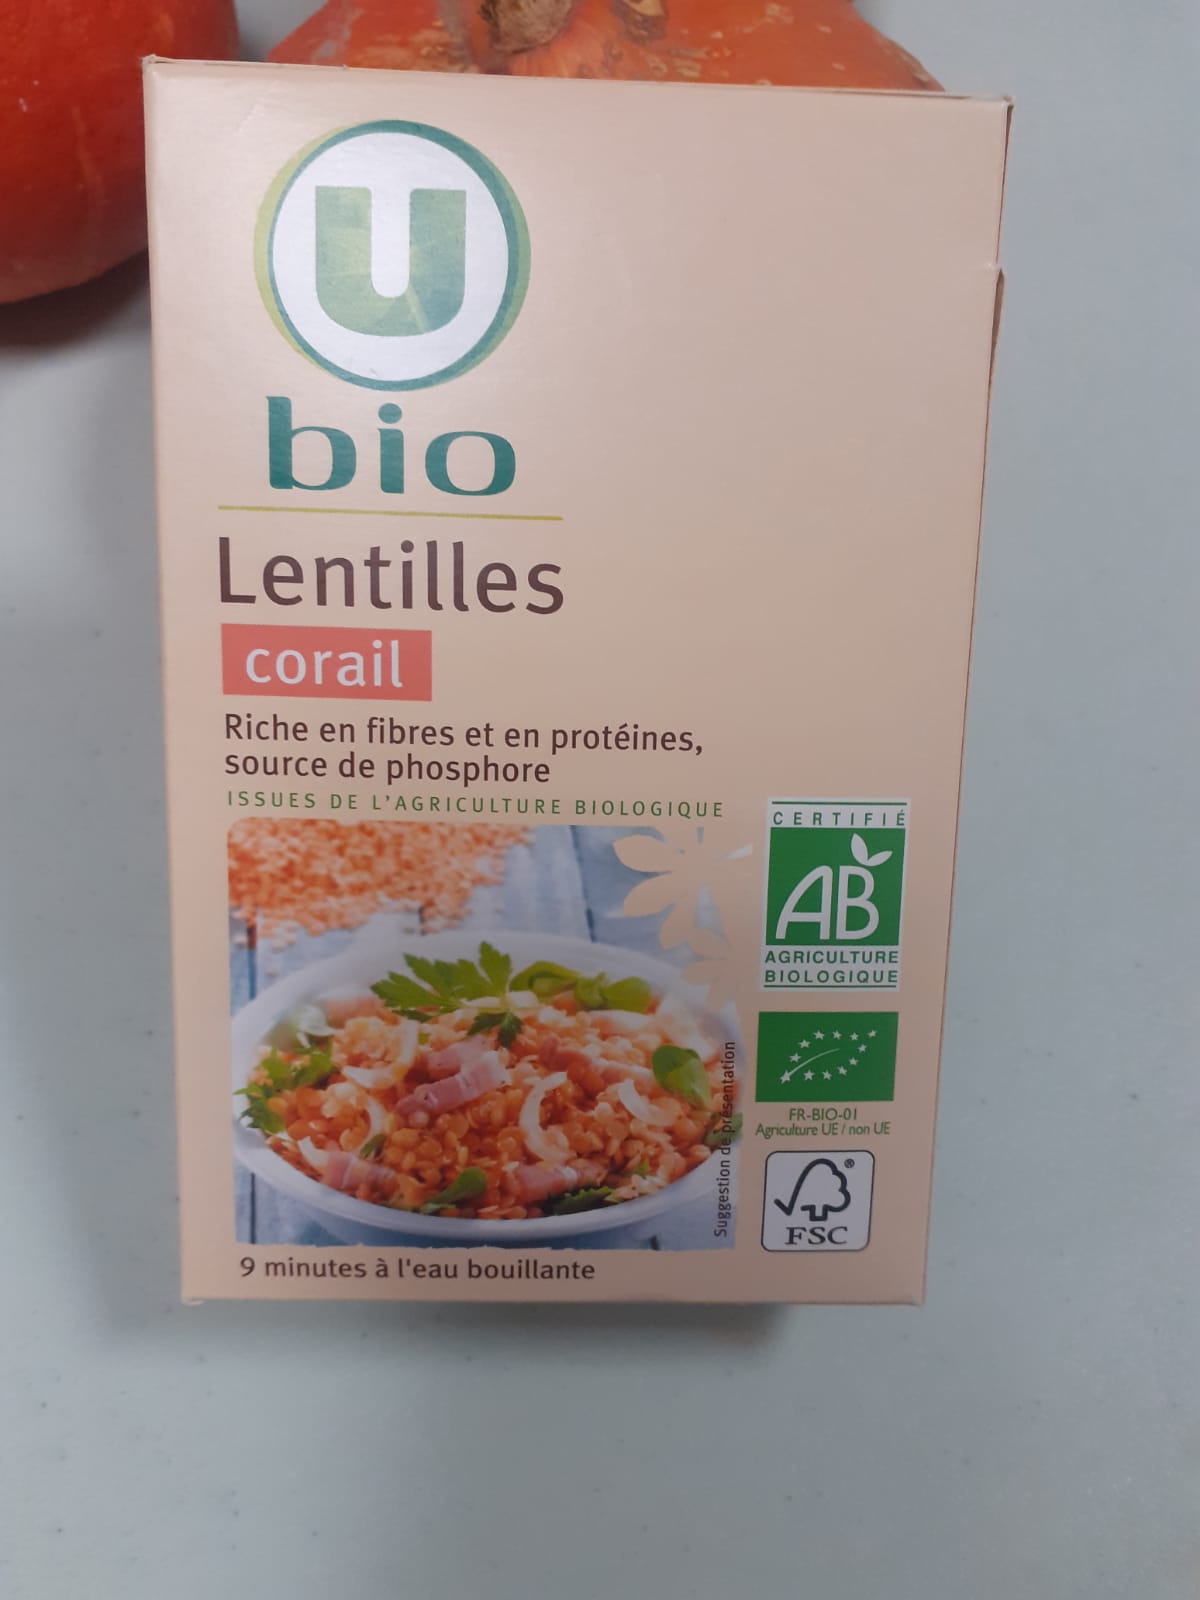 U
bio
Lentilles
corail
Riche en fibres et en protéines,
source de phosphore
ISSUES DE L'AGRICULTURE BIOLOGIQUE
CERTIFIÉ
AB
AGRICULTURE
BIOLOGIQUE
FR-BIO-01
Agriculture UE / non UE
Suggestion de présentation
®
FSC
9 minutes à l'eau bouillante